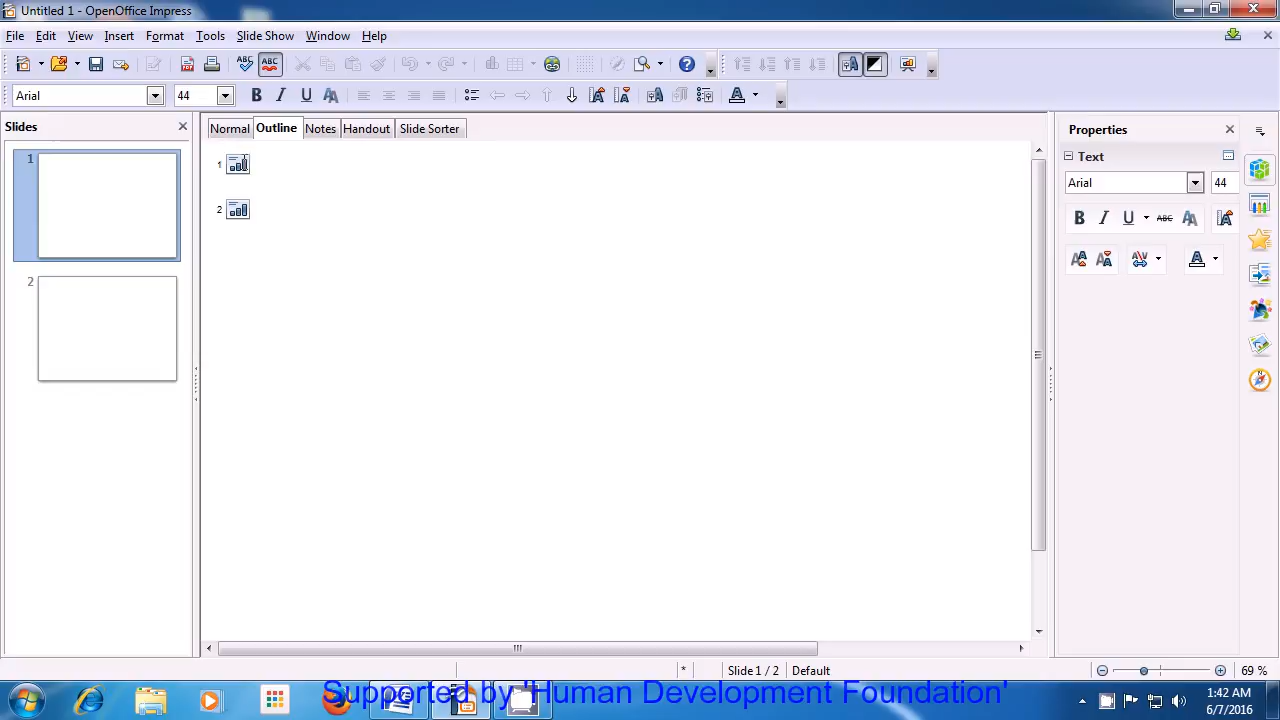 Untitled 1 - OpenOffice Impress
File Edit View Insert Format Tools Slide Show Window Help
Arial 44
Slides
Normal Outline Notes Handout Slide Sorter
Properties
1
1
Text
Arial 44
2
2
* Slide 1 / 2 Default 69 %
Supported by 'Human Development Foundation'
1:42 AM
6/7/2016